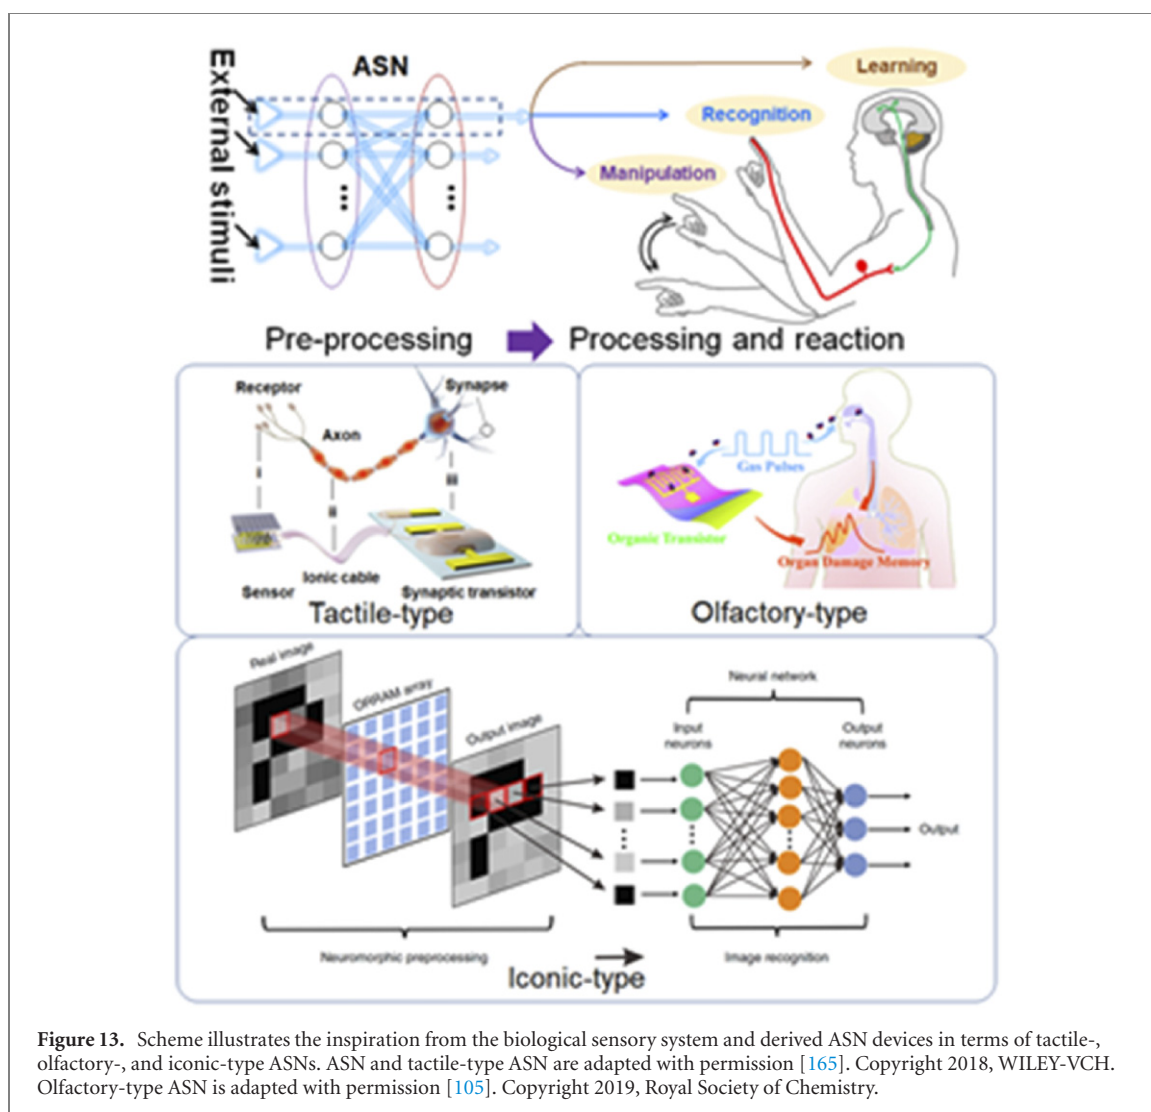 External stimuli
ASN
Learning
Recognition
Manipulation
Pre-processing
Processing and reaction
Receptor
Synapse
Axon
i
ii
iii
Sensor
Ionic cable
Synaptic transistor
Tactile-type
Gas Pulses
Organic Transistor
Organ Damage Memory
Olfactory-type
Real image
ORRAM array
Output image
Neural network
Input
neurons
Output
neurons
Output
Neuromorphic preprocessing
Image recognition
Iconic-type
Figure 13. Scheme illustrates the inspiration from the biological sensory system and derived ASN devices in terms of tactile-,
olfactory-, and iconic-type ASNs. ASN and tactile-type ASN are adapted with permission [165]. Copyright 2018, WILEY-VCH.
Olfactory-type ASN is adapted with permission [105]. Copyright 2019, Royal Society of Chemistry.